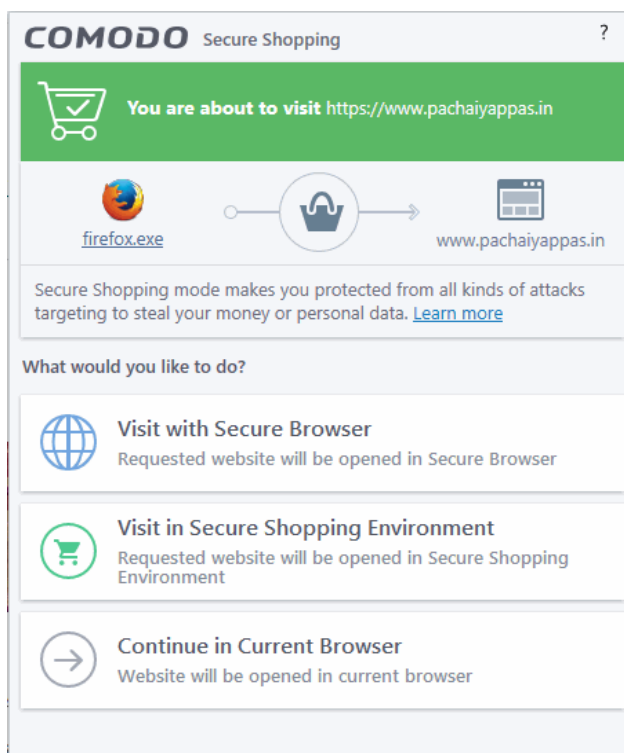 COMODO Secure Shopping ?
You are about to visit https://www.pachaiyappas.in
firefox.exe
www.pachaiyappas.in
Secure Shopping mode makes you protected from all kinds of attacks
targeting to steal your money or personal data. Learn more
What would you like to do?
Visit with Secure Browser
Requested website will be opened in Secure Browser
Visit in Secure Shopping Environment
Requested website will be opened in Secure Shopping
Environment
Continue in Current Browser
Website will be opened in current browser